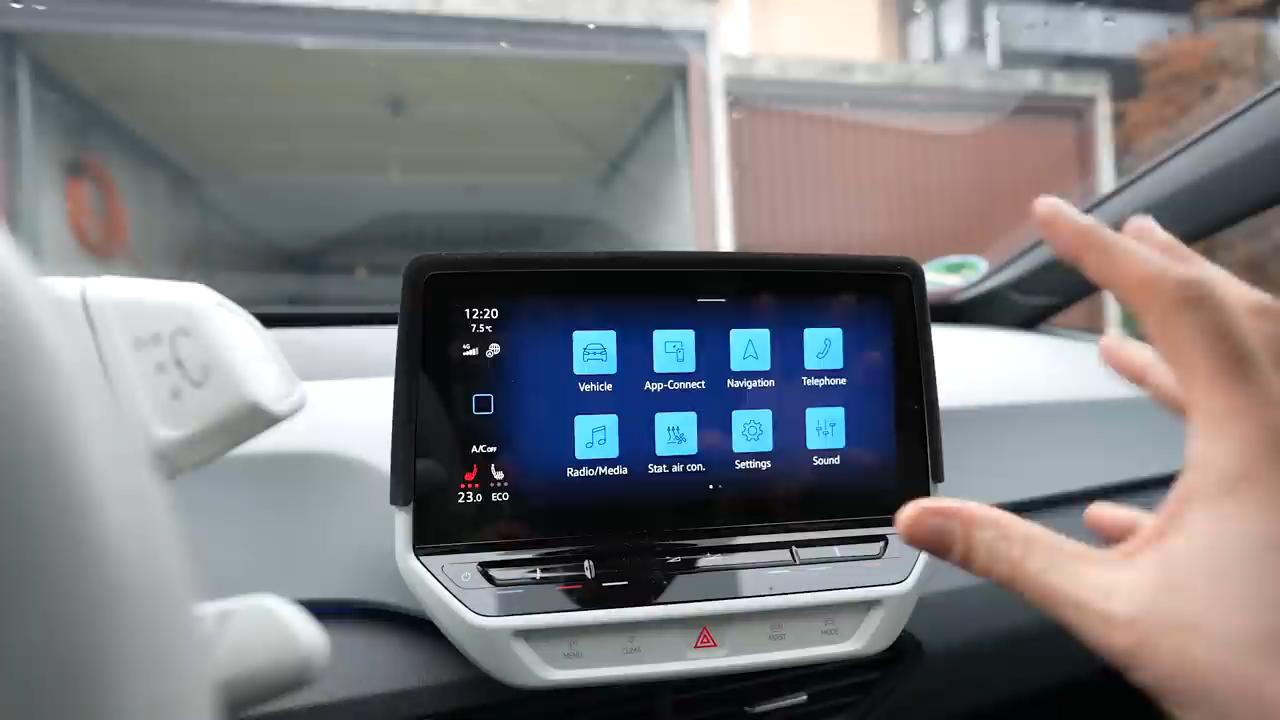 12:20
7.5°C
4G
A/C OFF
23.0 ECO
Vehicle
App-Connect
Navigation
Telephone
Radio/Media
Stat. air con.
Settings
Sound
MENU
CLIMA
ASSIST
MODE